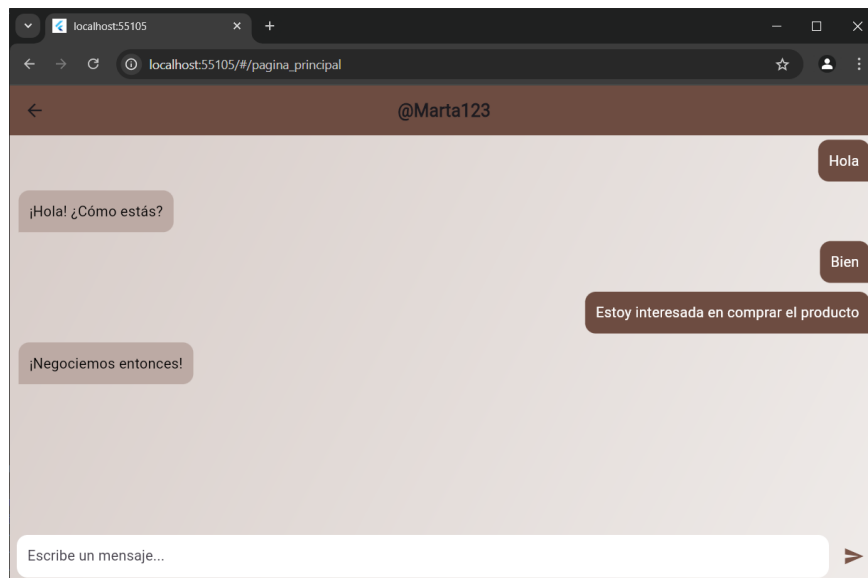 localhost:55105
localhost:55105/#/pagina_principal
@Marta123
Hola
¡Hola! ¿Cómo estás?
Bien
Estoy interesada en comprar el producto
¡Negociemos entonces!
Escribe un mensaje...